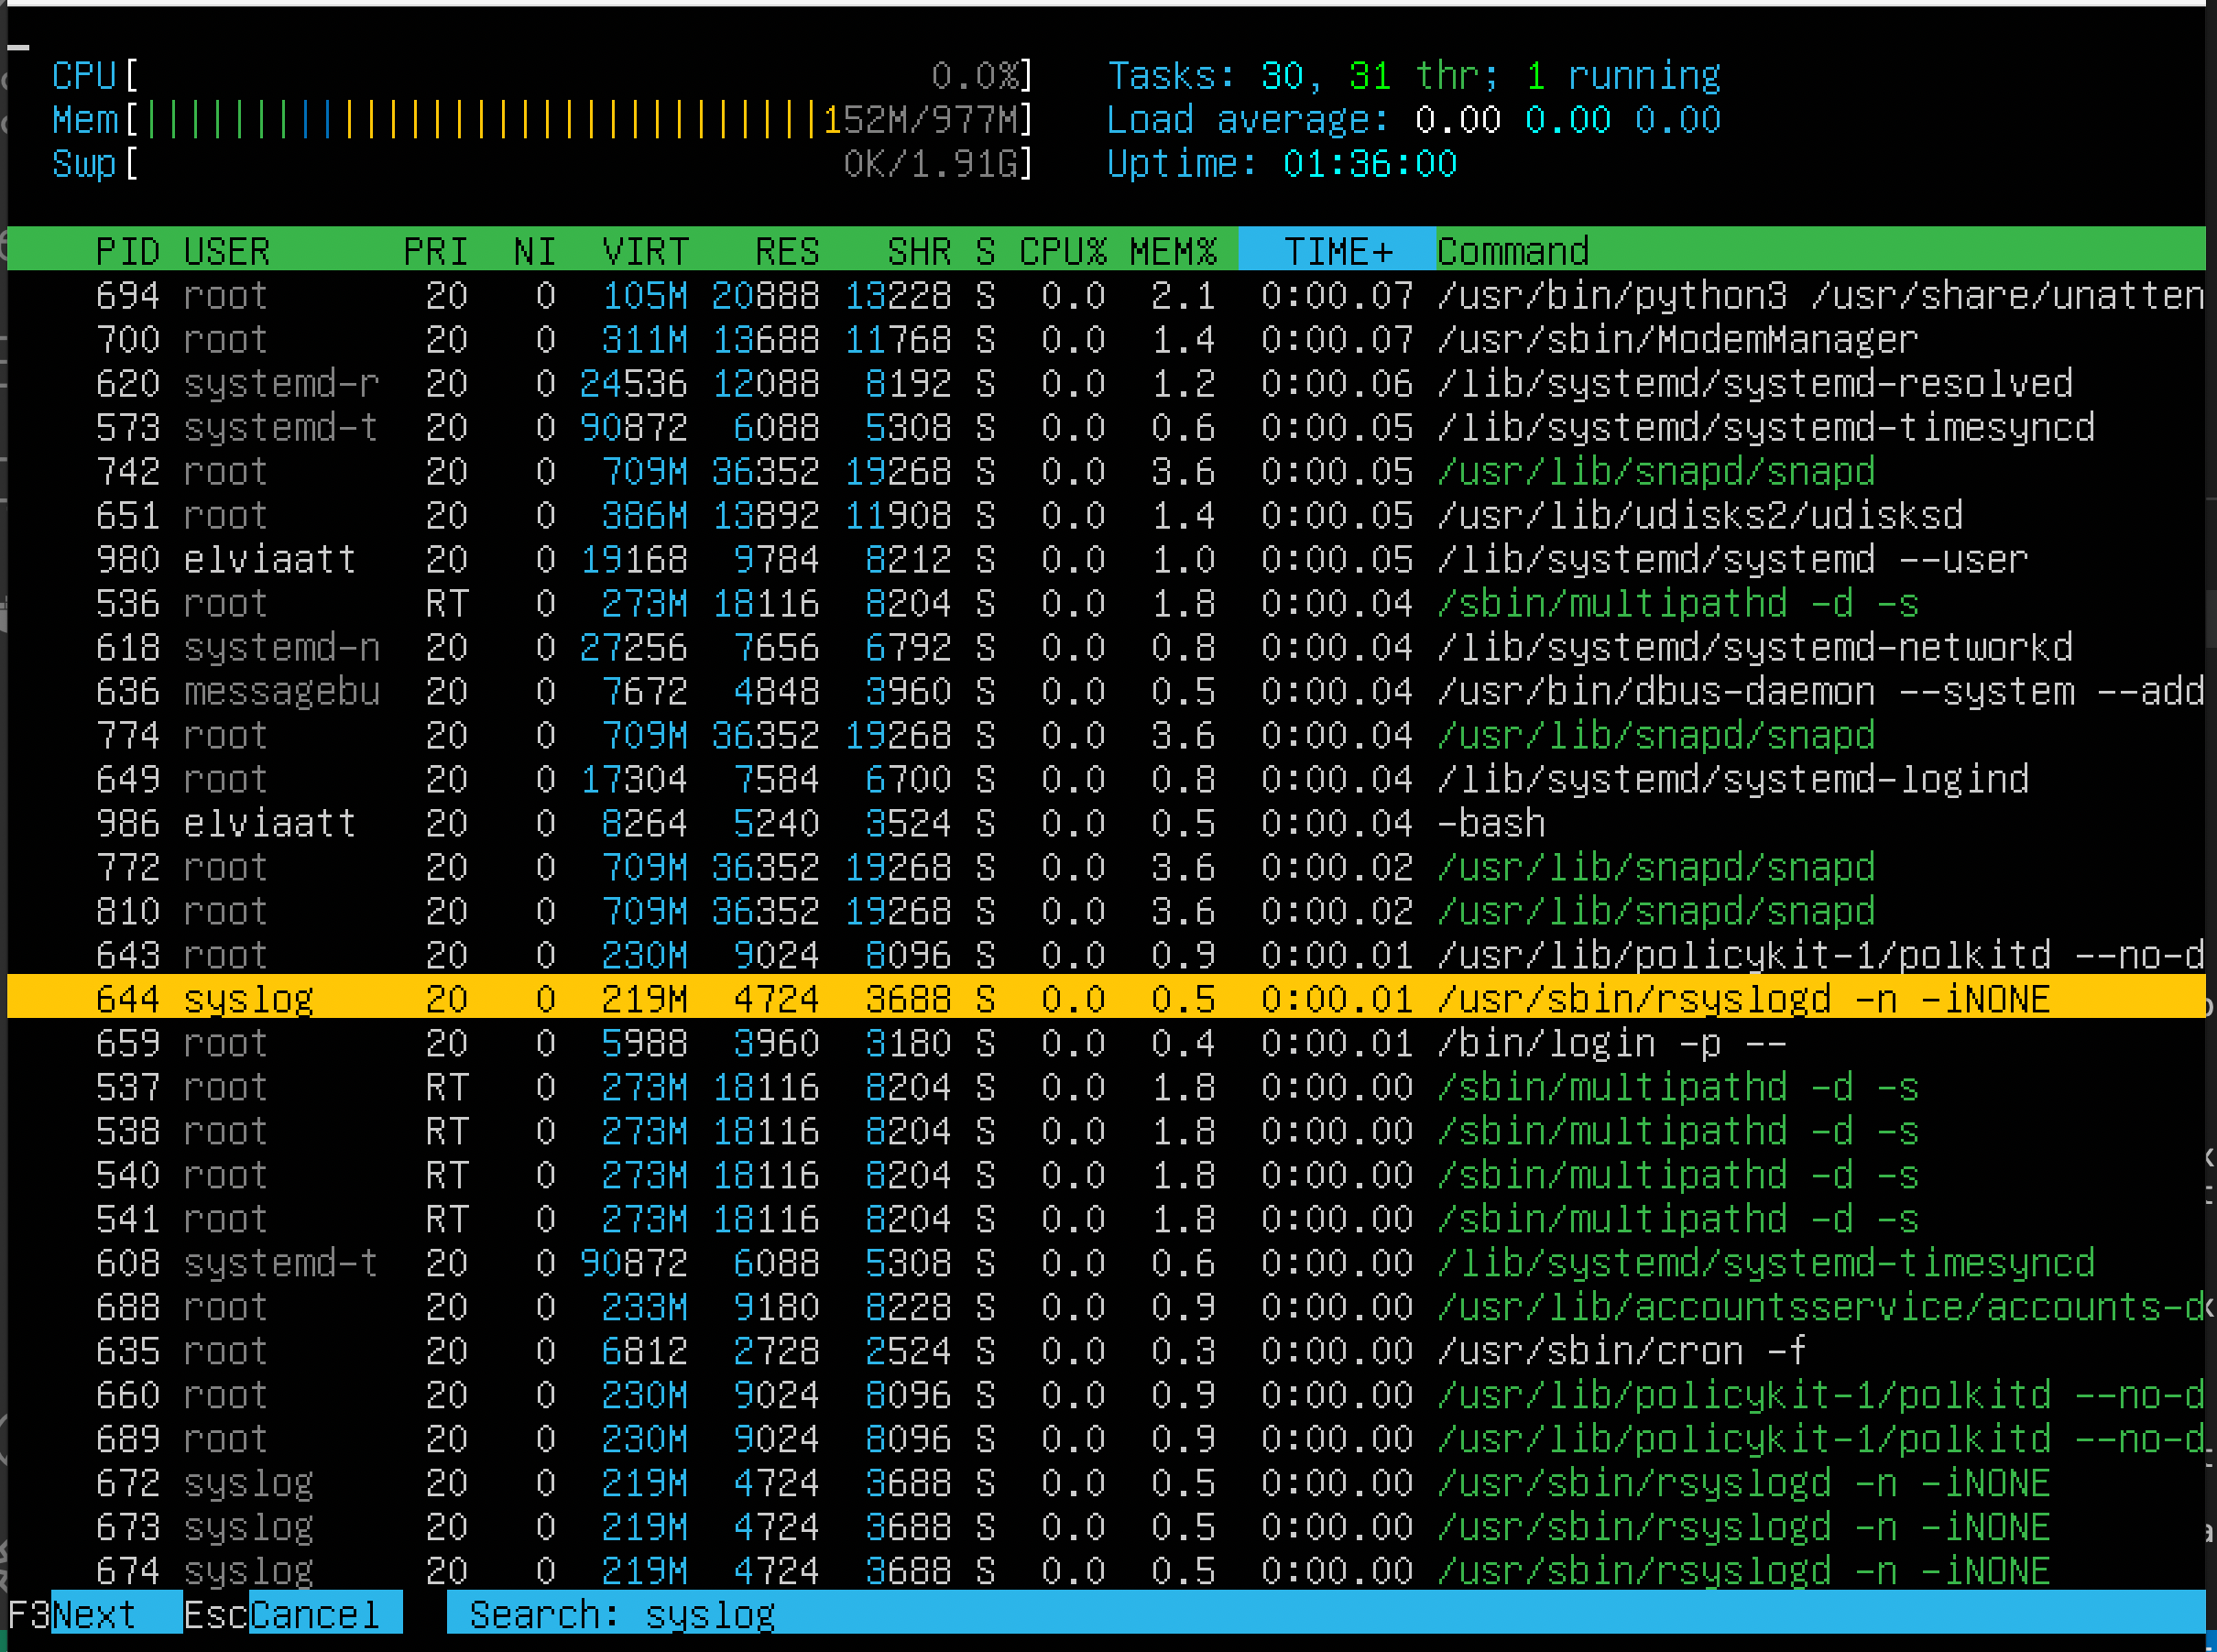 CPU[ 0.0%] Tasks: 30, 31 thr; 1 running
Mem[|||||||||||||||||||||||||||||||152M/977M] Load average: 0.00 0.00 0.00
Swp[ 0K/1.91G] Uptime: 01:36:00
PID USER PRI NI VIRT RES SHR S CPU% MEM% TIME+ Command
694 root 20 0 105M 20888 13228 S 0.0 2.1 0:00.07 /usr/bin/python3 /usr/share/unatten
700 root 20 0 311M 13688 11768 S 0.0 1.4 0:00.07 /usr/sbin/ModemManager
620 systemd-r 20 0 24536 12088 8192 S 0.0 1.2 0:00.06 /lib/systemd/systemd-resolved
573 systemd-t 20 0 90872 6088 5308 S 0.0 0.6 0:00.05 /lib/systemd/systemd-timesyncd
742 root 20 0 709M 36352 19268 S 0.0 3.6 0:00.05 /usr/lib/snapd/snapd
651 root 20 0 386M 13892 11908 S 0.0 1.4 0:00.05 /usr/lib/udisks2/udisksd
980 elviaatt 20 0 19168 9784 8212 S 0.0 1.0 0:00.05 /lib/systemd/systemd --user
536 root RT 0 273M 18116 8204 S 0.0 1.8 0:00.04 /sbin/multipathd -d -s
618 systemd-n 20 0 27256 7656 6792 S 0.0 0.8 0:00.04 /lib/systemd/systemd-networkd
636 messagebu 20 0 7672 4848 3960 S 0.0 0.5 0:00.04 /usr/bin/dbus-daemon --system --add
774 root 20 0 709M 36352 19268 S 0.0 3.6 0:00.04 /usr/lib/snapd/snapd
649 root 20 0 17304 7584 6700 S 0.0 0.8 0:00.04 /lib/systemd/systemd-logind
986 elviaatt 20 0 8264 5240 3524 S 0.0 0.5 0:00.04 -bash
772 root 20 0 709M 36352 19268 S 0.0 3.6 0:00.02 /usr/lib/snapd/snapd
810 root 20 0 709M 36352 19268 S 0.0 3.6 0:00.02 /usr/lib/snapd/snapd
643 root 20 0 230M 9024 8096 S 0.0 0.9 0:00.01 /usr/lib/policykit-1/polkitd --no-d
644 syslog 20 0 219M 4724 3688 S 0.0 0.5 0:00.01 /usr/sbin/rsyslogd -n -iNONE
659 root 20 0 5988 3960 3180 S 0.0 0.4 0:00.01 /bin/login -p --
537 root RT 0 273M 18116 8204 S 0.0 1.8 0:00.00 /sbin/multipathd -d -s
538 root RT 0 273M 18116 8204 S 0.0 1.8 0:00.00 /sbin/multipathd -d -s
540 root RT 0 273M 18116 8204 S 0.0 1.8 0:00.00 /sbin/multipathd -d -s
541 root RT 0 273M 18116 8204 S 0.0 1.8 0:00.00 /sbin/multipathd -d -s
608 systemd-t 20 0 90872 6088 5308 S 0.0 0.6 0:00.00 /lib/systemd/systemd-timesyncd
688 root 20 0 233M 9180 8228 S 0.0 0.9 0:00.00 /usr/lib/accountsservice/accounts-d
635 root 20 0 6812 2728 2524 S 0.0 0.3 0:00.00 /usr/sbin/cron -f
660 root 20 0 230M 9024 8096 S 0.0 0.9 0:00.00 /usr/lib/policykit-1/polkitd --no-d
689 root 20 0 230M 9024 8096 S 0.0 0.9 0:00.00 /usr/lib/policykit-1/polkitd --no-d
672 syslog 20 0 219M 4724 3688 S 0.0 0.5 0:00.00 /usr/sbin/rsyslogd -n -iNONE
673 syslog 20 0 219M 4724 3688 S 0.0 0.5 0:00.00 /usr/sbin/rsyslogd -n -iNONE
674 syslog 20 0 219M 4724 3688 S 0.0 0.5 0:00.00 /usr/sbin/rsyslogd -n -iNONE
F3Next EscCancel Search: syslog